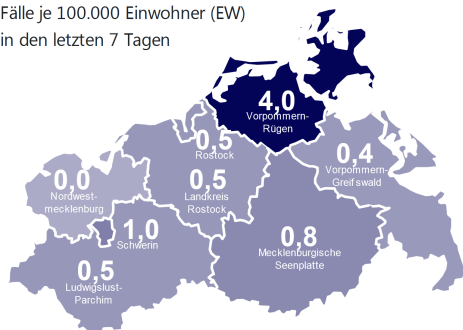 Fälle je 100.000 Einwohner (EW)
in den letzten 7 Tagen
4,0
Vorpommern-
Rügen
0,5
Rostock
0,4
Vorpommern-
Greifswald
0,0
Nordwest-
mecklenburg
0,5
Landkreis
Rostock
1,0
Schwerin
0,8
Mecklenburgische
Seenplatte
0,5
Ludwigslust-
Parchim